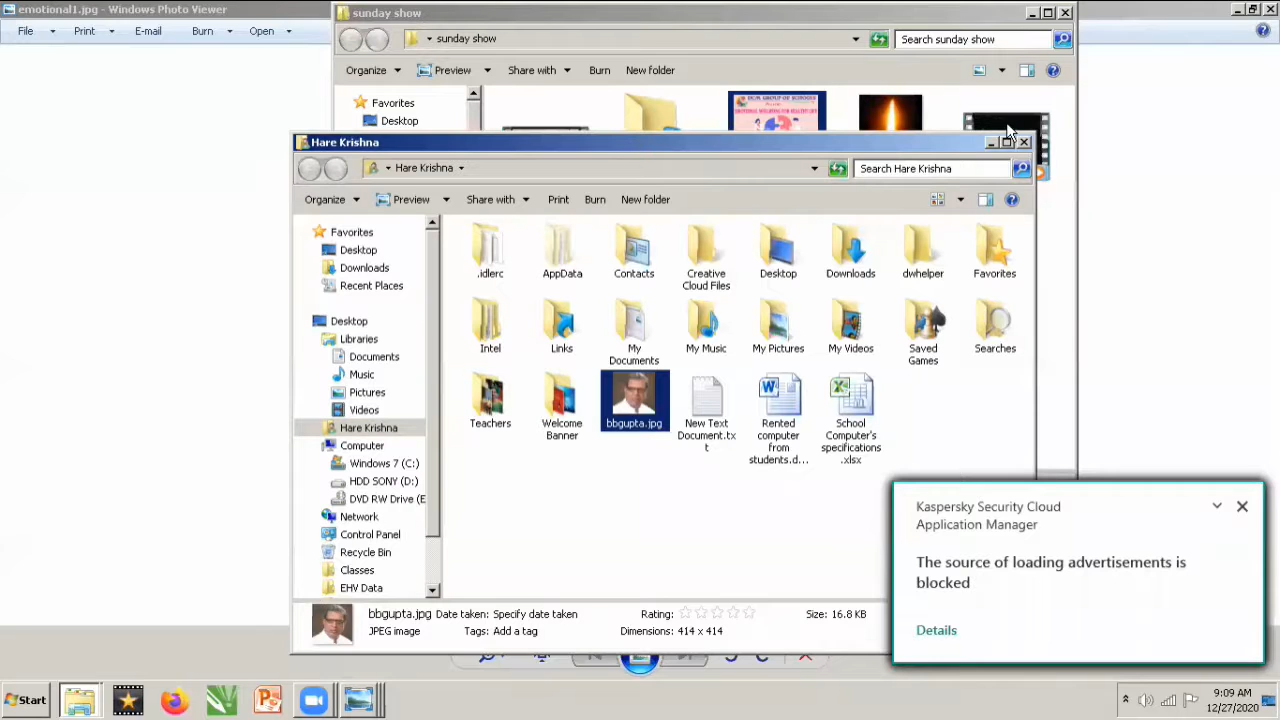 emotional1.jpg - Windows Photo Viewer
File Print E-mail Burn Open
sunday show
sunday show
Search sunday show
Organize Preview Share with Burn New folder
Favorites
Desktop
Hare Krishna
Hare Krishna
Search Hare Krishna
Organize Preview Share with Print Burn New folder
Favorites
Desktop
Downloads
Recent Places
Desktop
Libraries
Documents
Music
Pictures
Videos
Hare Krishna
Computer
Windows 7 (C:)
HDD SONY (D:)
DVD RW Drive (E
Network
Control Panel
Recycle Bin
Classes
EHV Data
.idlerc
AppData
Contacts
Creative
Cloud Files
Desktop
Downloads
dwhelper
Favorites
Intel
Links
My
Documents
My Music
My Pictures
My Videos
Saved
Games
Searches
Teachers
Welcome
Banner
bbgupta.jpg
New Text
Document.tx
t
Rented
computer
from
students.d...
School
Computer's
specifications
.xlsx
bbgupta.jpg Date taken: Specify date taken Rating: Size: 16.8 KB
JPEG image Tags: Add a tag Dimensions: 414 x 414
Kaspersky Security Cloud
Application Manager
The source of loading advertisements is
blocked
Details
Start
9:09 AM
12/27/2020